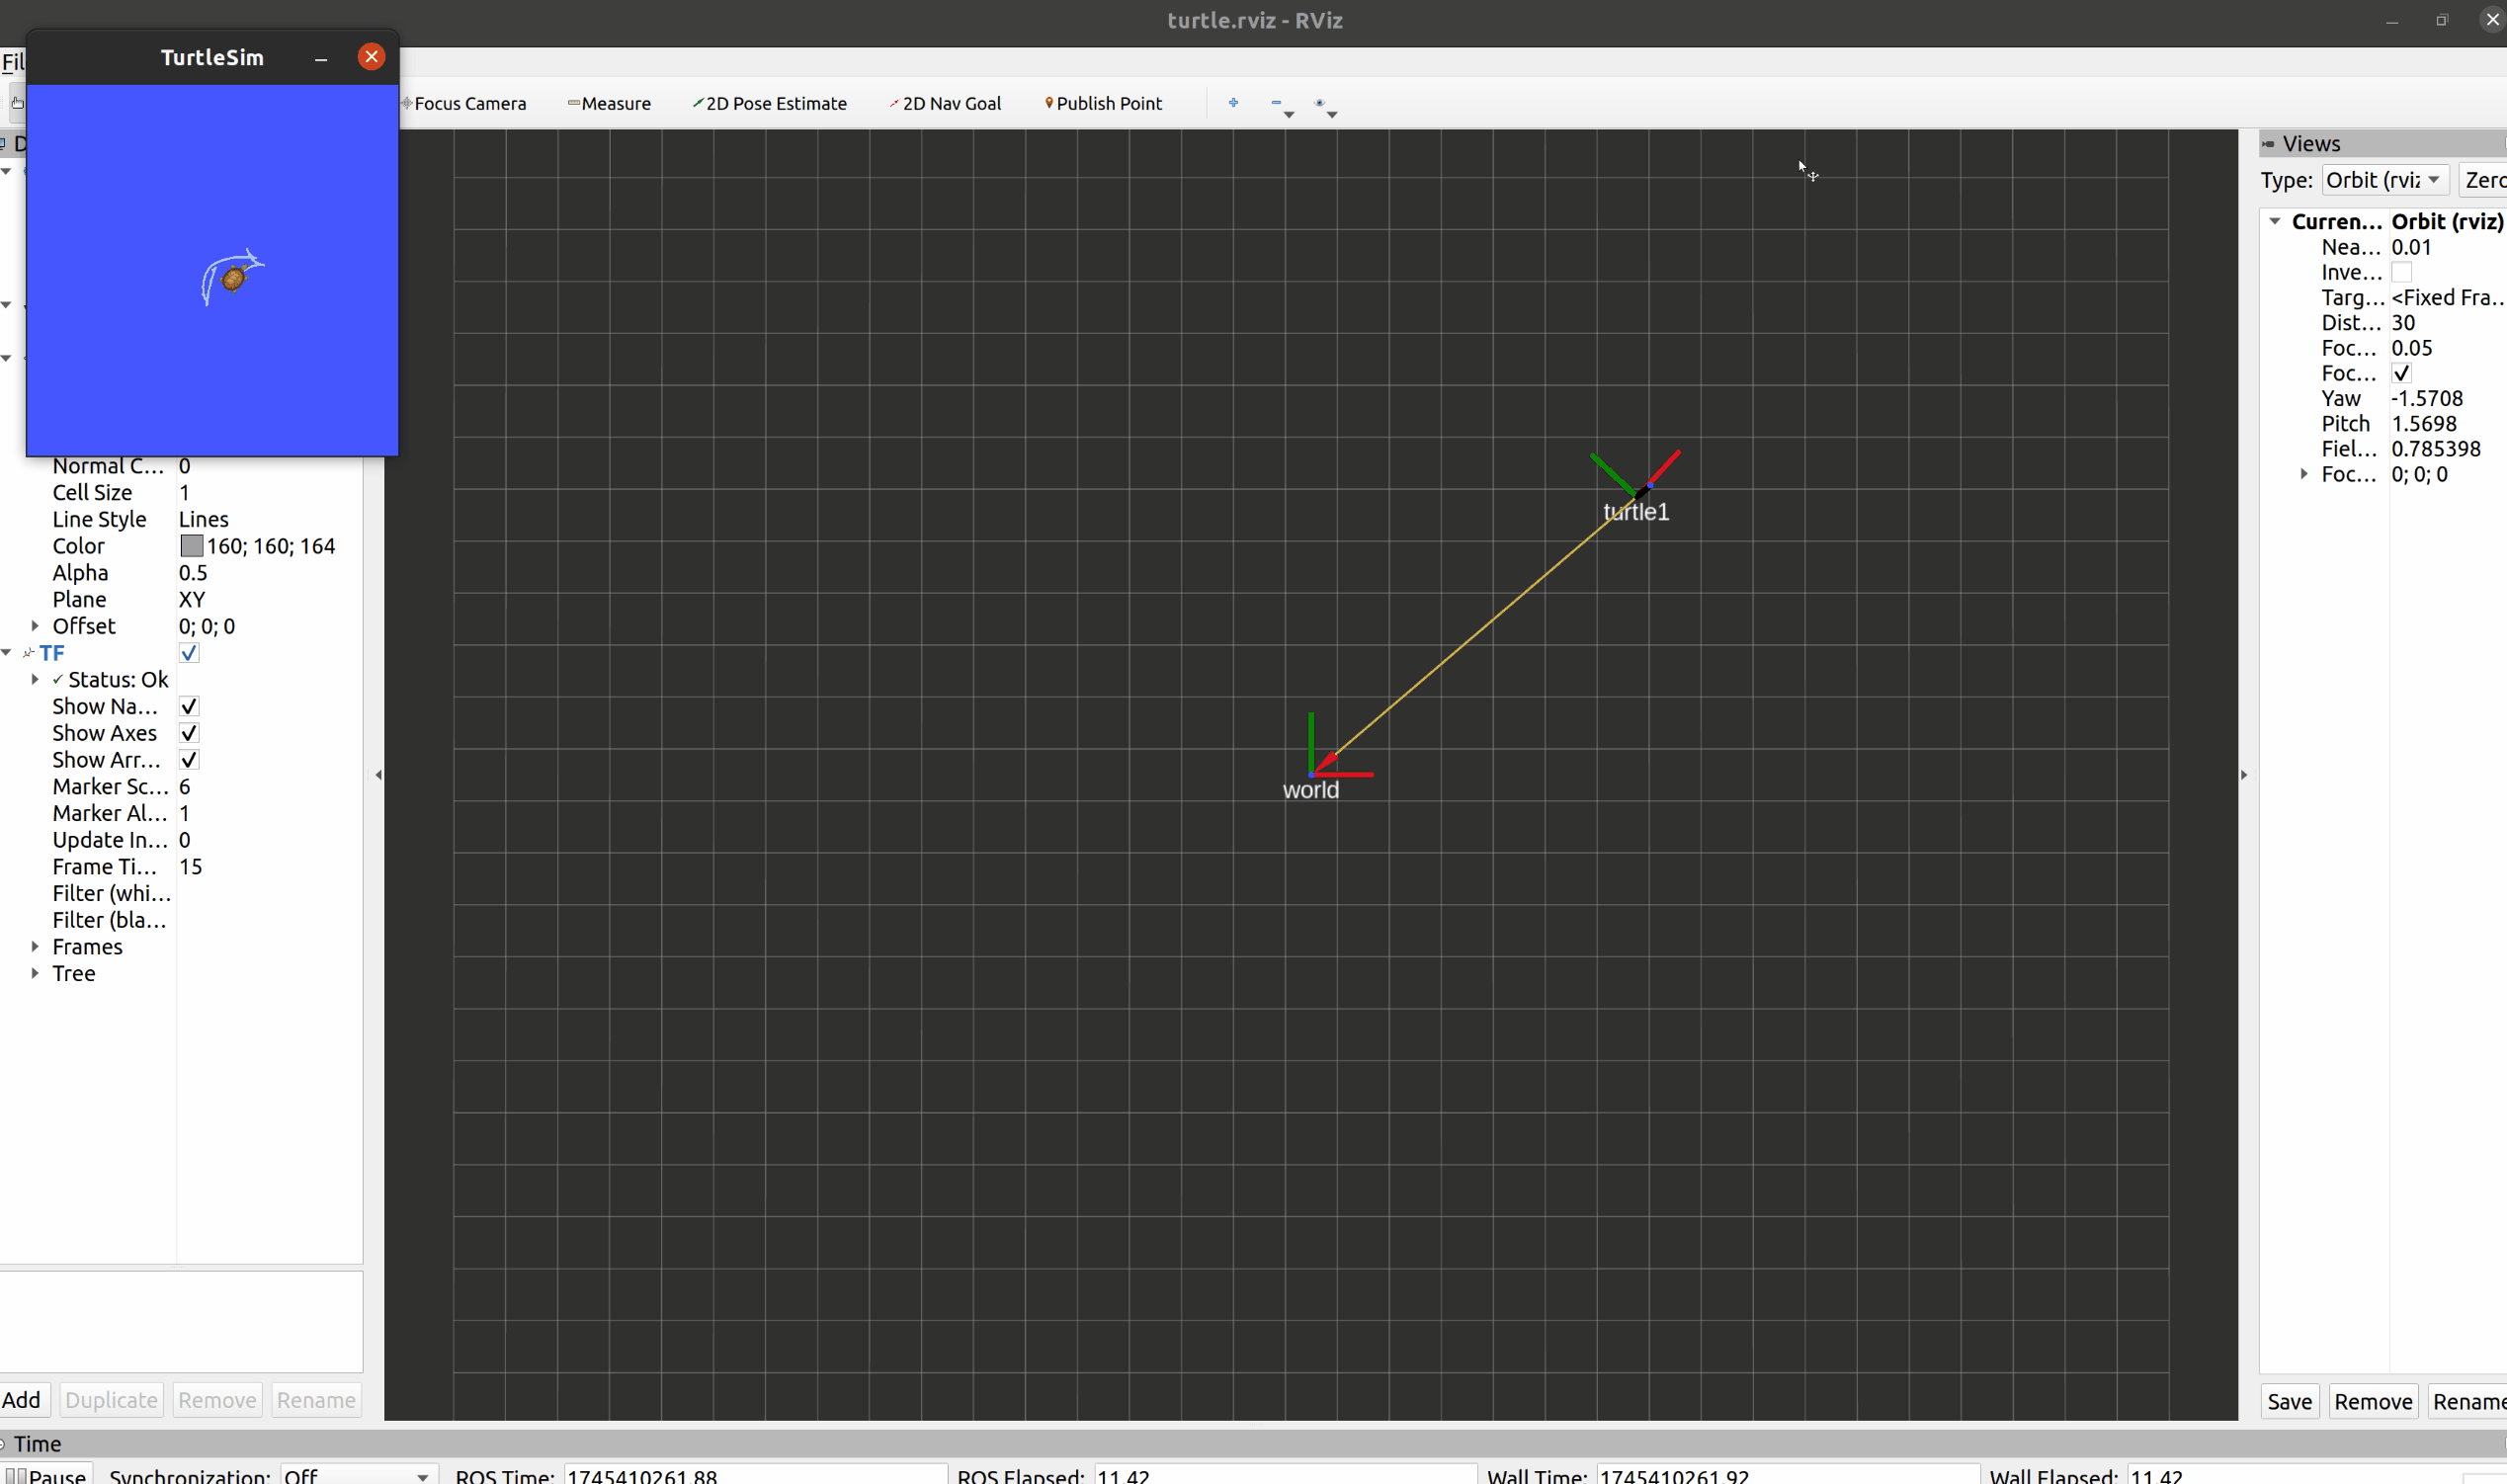 turtle.rviz - RViz
TurtleSim
Fil
Focus Camera Measure 2D Pose Estimate 2D Nav Goal Publish Point
D
Normal C... 0
Cell Size 1
Line Style Lines
Color 160; 160; 164
Alpha 0.5
Plane XY
Offset 0; 0; 0
TF
Status: Ok
Show Na...
Show Axes
Show Arr...
Marker Sc... 6
Marker Al... 1
Update In... 0
Frame Ti... 15
Filter (whi...
Filter (bla...
Frames
Tree
Add Duplicate Remove Rename
turtle1
world
Views
Type: Orbit (rviz Zero
Curren... Orbit (rviz)
Nea... 0.01
Inve...
Targ... <Fixed Fra...
Dist... 30
Foc... 0.05
Foc...
Yaw -1.5708
Pitch 1.5698
Fiel... 0.785398
Foc... 0; 0; 0
Save Remove Rename
Time
Pause Synchronization: Off ROS Time: 1745410261.88 ROS Elapsed: 11.42 Wall Time: 1745410261.92 Wall Elapsed: 11.42